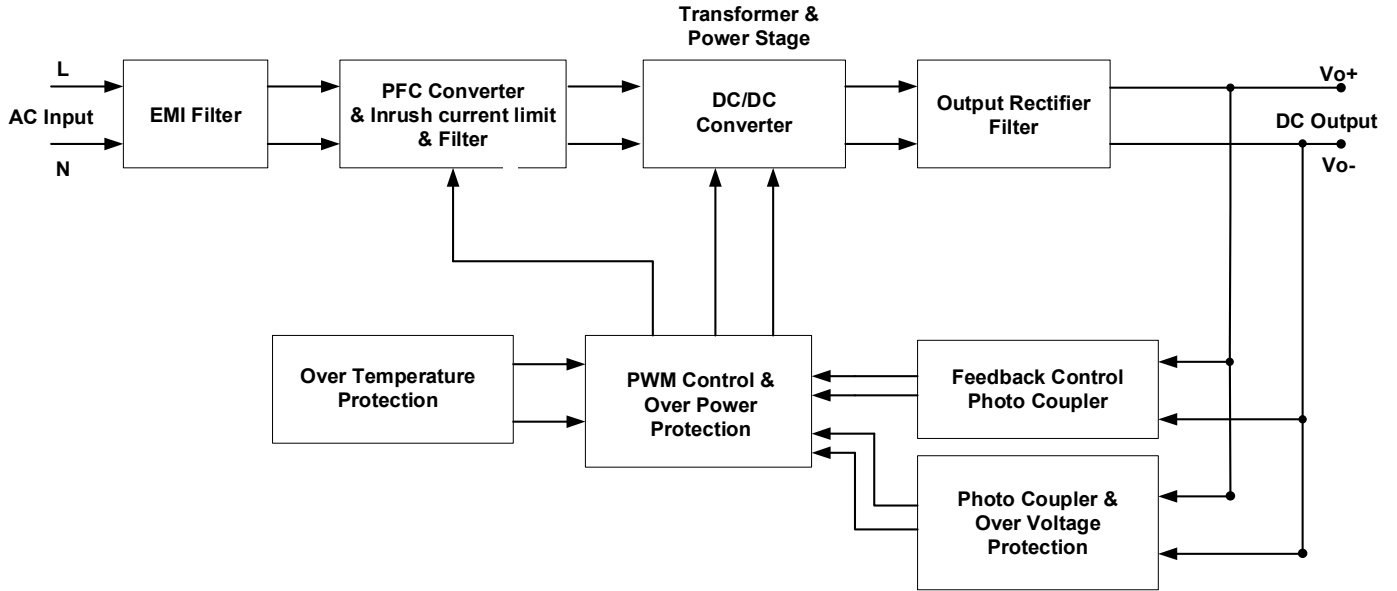 Transformer &
Power Stage
L
AC Input
N
EMI Filter
PFC Converter
& Inrush current limit
& Filter
DC/DC
Converter
Output Rectifier
Filter
Vo+
DC Output
Vo-
Over Temperature
Protection
PWM Control &
Over Power
Protection
Feedback Control
Photo Coupler
Photo Coupler &
Over Voltage
Protection